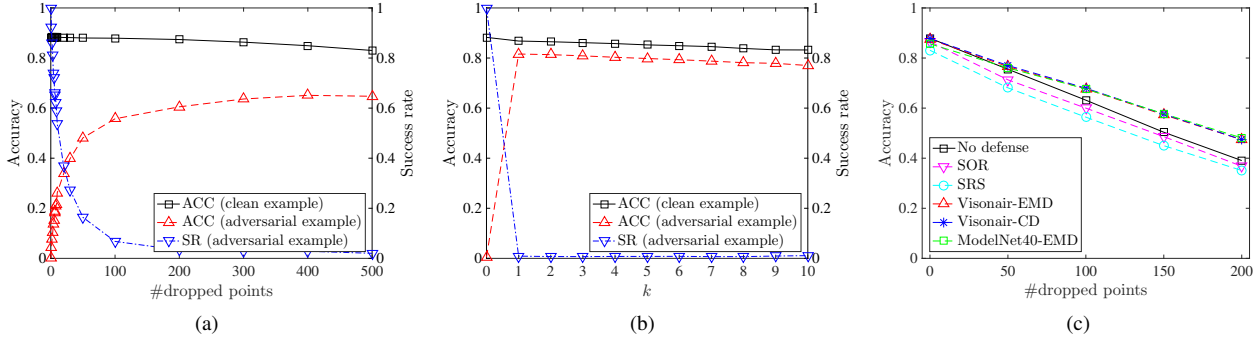 1
0.8
0.6
0.4
0.2
0
Accuracy
1
0.8
0.6
0.4
0.2
0
Success rate
ACC (clean example)
ACC (adversarial example)
SR (adversarial example)
0 100 200 300 400 500
#dropped points
(a)
1
0.8
0.6
0.4
0.2
0
Accuracy
1
0.8
0.6
0.4
0.2
0
Success rate
ACC (clean example)
ACC (adversarial example)
SR (adversarial example)
0 1 2 3 4 5 6 7 8 9 10
k
(b)
1
0.8
0.6
0.4
0.2
0
Accuracy
No defense
SOR
SRS
Visonair-EMD
Visonair-CD
ModelNet40-EMD
0 50 100 150 200
#dropped points
(c)